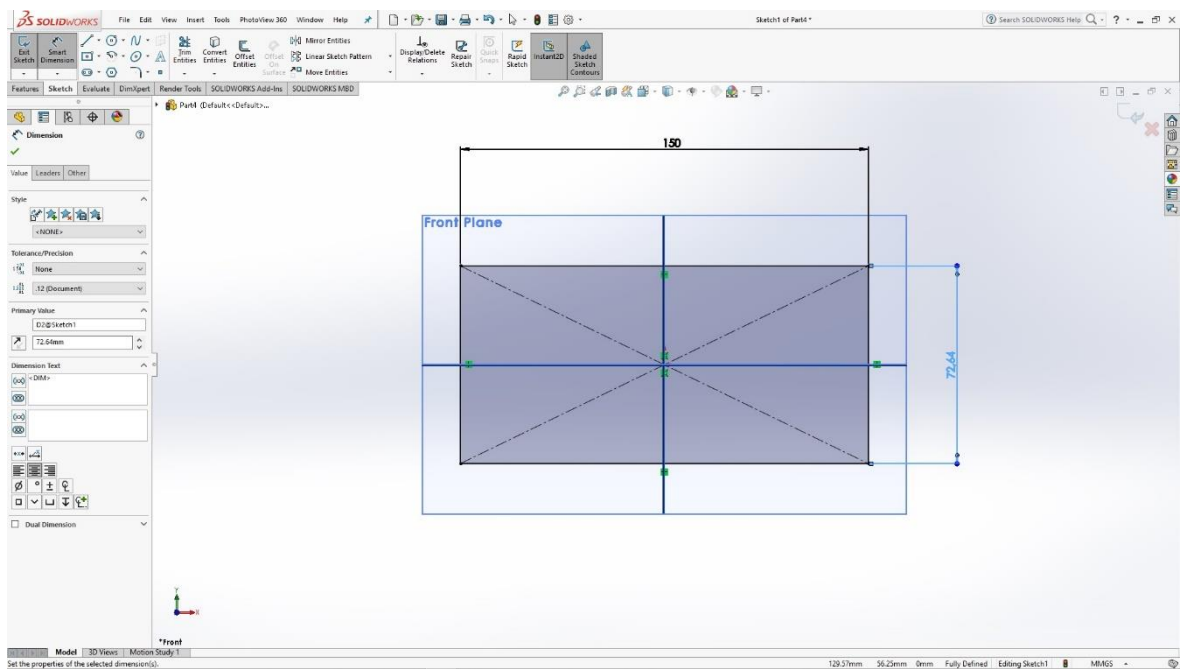 SOLIDWORKS File Edit View Insert Tools PhotoView 360 Window Help Sketch1 of Part4 * Search SOLIDWORKS Help
Exit Sketch Smart Dimension Trim Entities Convert Entities Offset Entities Offset On Surface Mirror Entities Linear Sketch Pattern More Entities Display/Delete Relations Repair Sketch Quick Snaps Rapid Sketch Instant2D Shaded Sketch Contours
Features Sketch Evaluate DimXpert Render Tools SOLIDWORKS Add-Ins SOLIDWORKS MBD
Part4 (Default<<Default>...
Dimension
Value Leaders Other
Style
<NONE>
Tolerance/Precision
None
.12 (Document)
Primary Value
D2@Sketch1
72.64mm
Dimension Text
<DIM>
Dual Dimension
150
Front Plane
72,64
Y
X
*Front
Model 3D Views Motion Study 1
Set the properties of the selected dimension(s). 129.57mm 56.25mm 0mm Fully Defined Editing Sketch1 MMGS